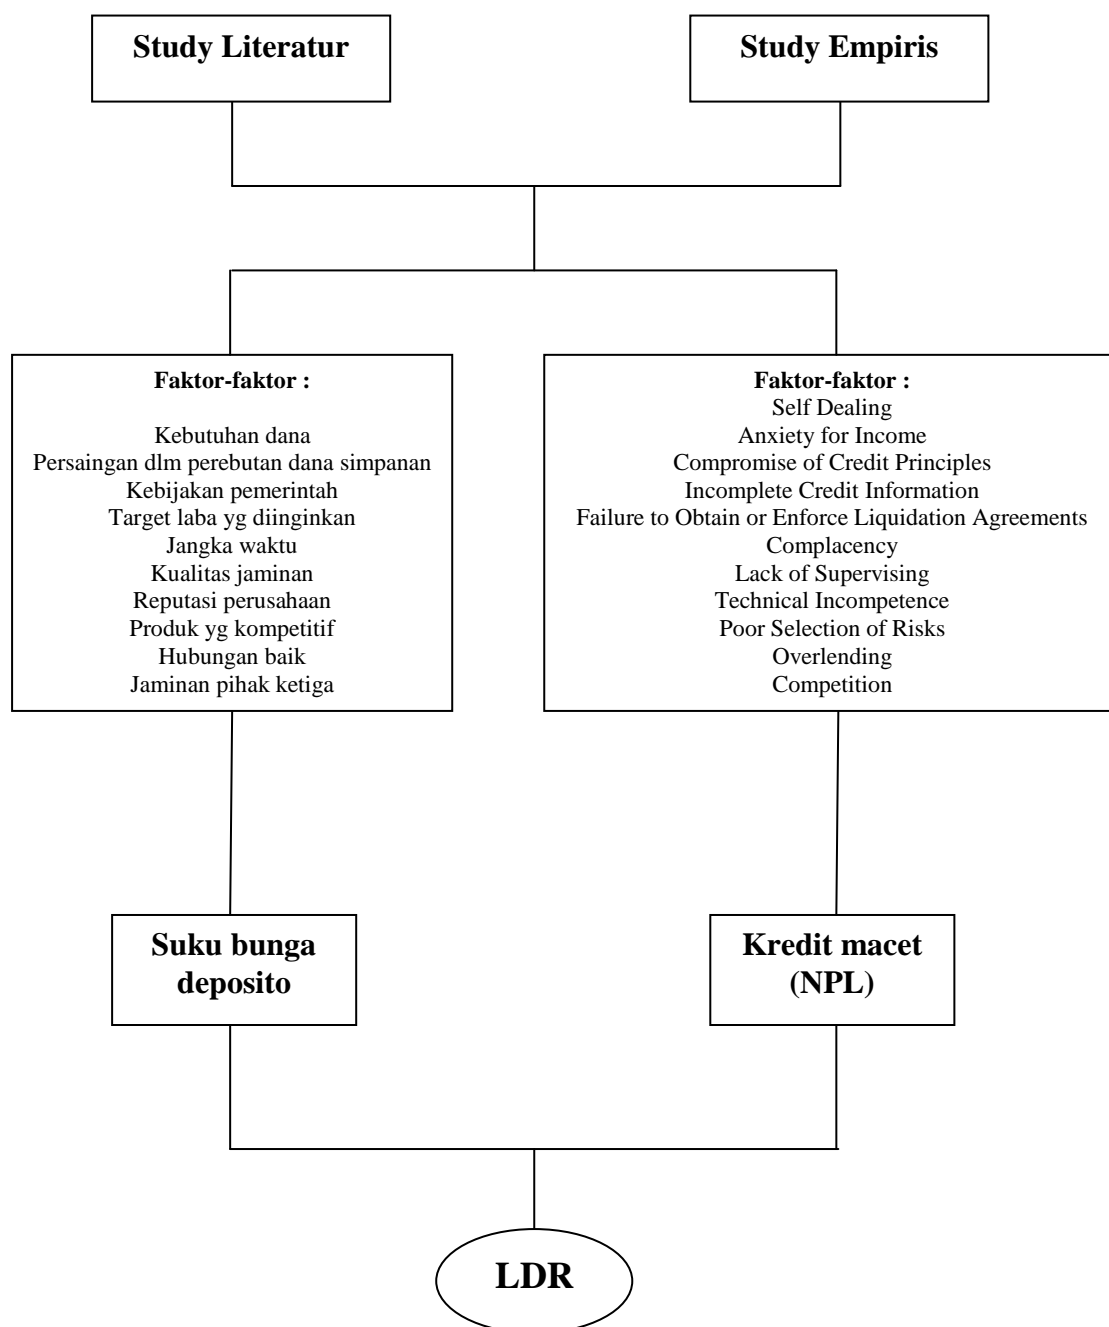 Study Literatur
Study Empiris
Faktor-faktor :
Kebutuhan dana
Persaingan dlm perebutan dana simpanan
Kebijakan pemerintah
Target laba yg diinginkan
Jangka waktu
Kualitas jaminan
Reputasi perusahaan
Produk yg kompetitif
Hubungan baik
Jaminan pihak ketiga
Faktor-faktor :
Self Dealing
Anxiety for Income
Compromise of Credit Principles
Incomplete Credit Information
Failure to Obtain or Enforce Liquidation Agreements
Complacency
Lack of Supervising
Technical Incompetence
Poor Selection of Risks
Overlending
Competition
Suku bunga
deposito
Kredit macet
(NPL)
LDR